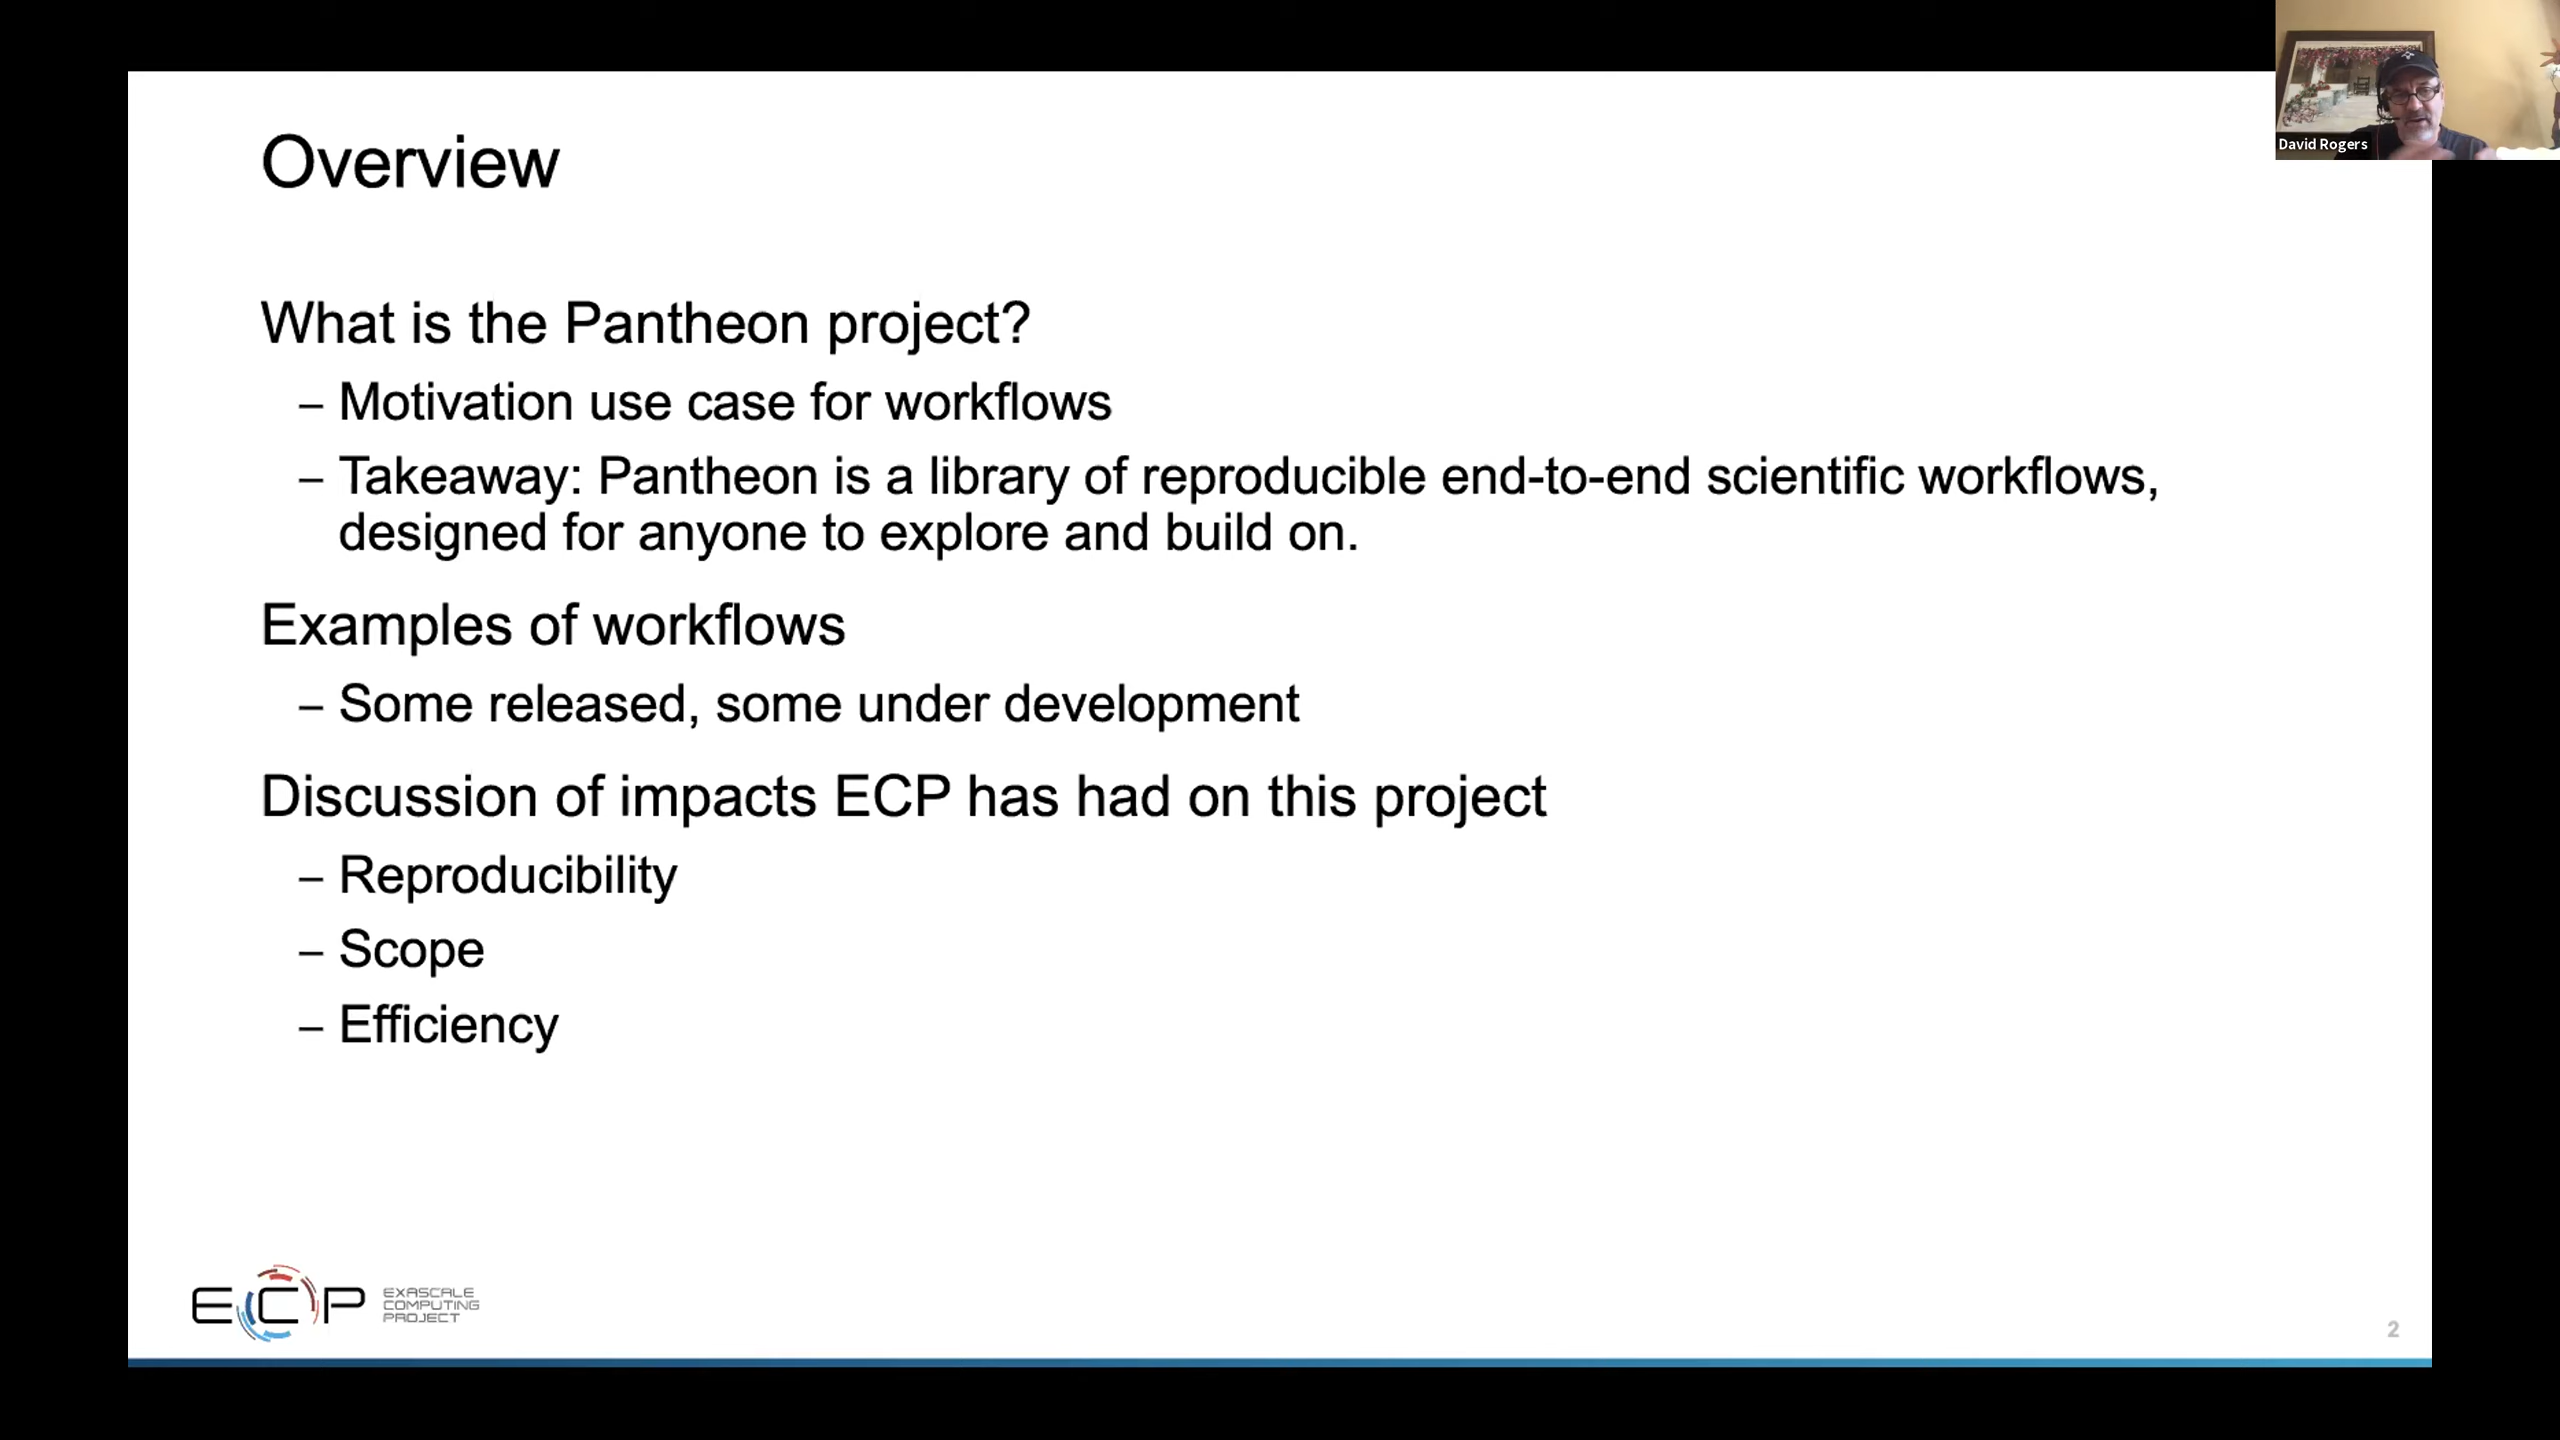 David Rogers
Overview
What is the Pantheon project?
– Motivation use case for workflows
– Takeaway: Pantheon is a library of reproducible end-to-end scientific workflows,
designed for anyone to explore and build on.
Examples of workflows
– Some released, some under development
Discussion of impacts ECP has had on this project
– Reproducibility
– Scope
– Efficiency
ECP
EXASCALE
COMPUTING
PROJECT
2